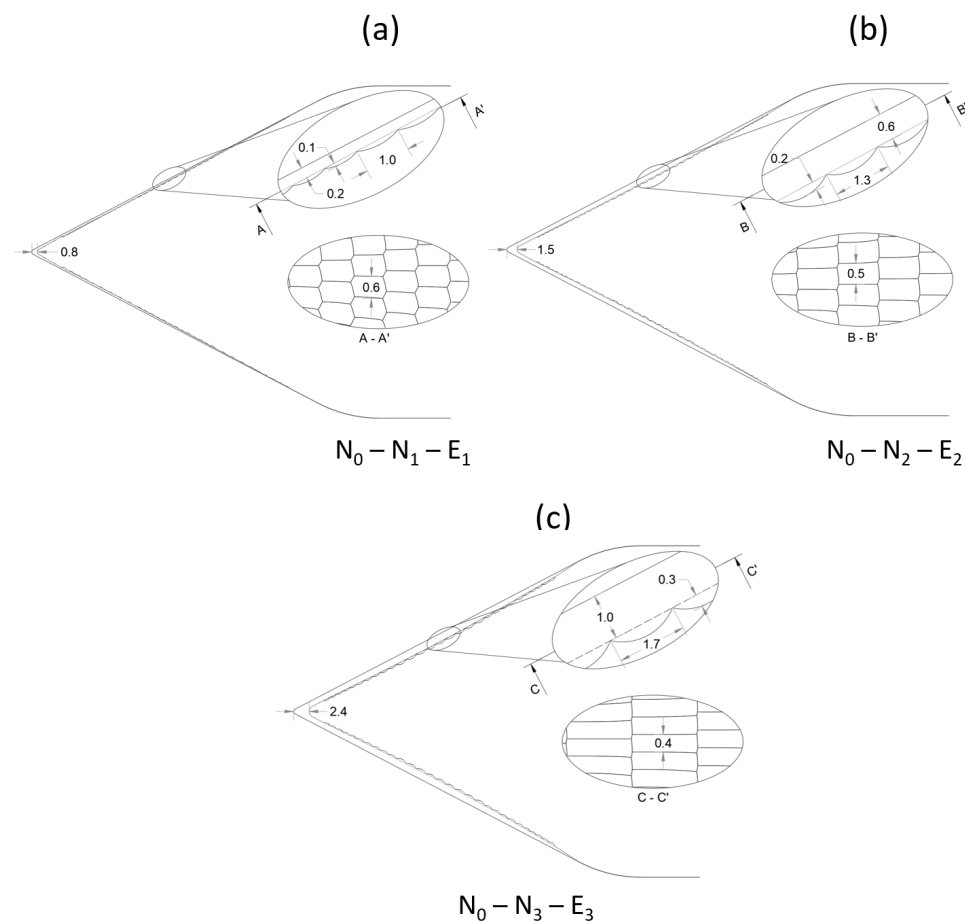 (a)
A'
0.1
1.0
0.2
A
0.8
0.6
A - A'
N₀ – N₁ – E₁
(b)
B'
0.6
0.2
1.3
B
1.5
0.5
B - B'
N₀ – N₂ – E₂
(c)
C'
0.3
1.0
1.7
C
2.4
0.4
C - C'
N₀ – N₃ – E₃